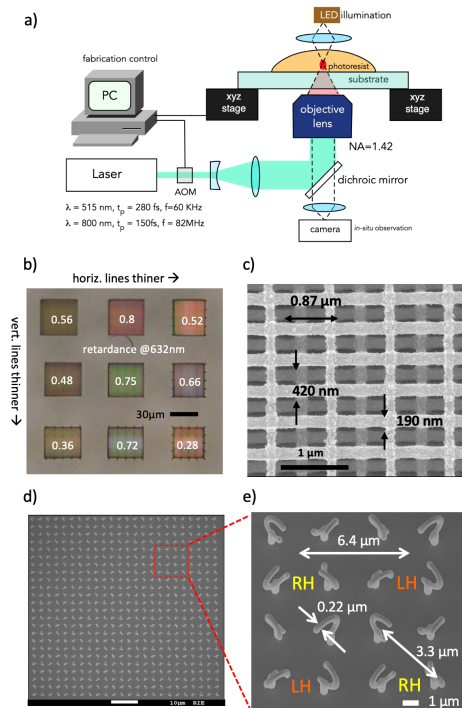 a)
LED illumination
fabrication control
photoresist
substrate
PC
xyz
stage
objective
lens
xyz
stage
NA=1.42
Laser
AOM
dichroic mirror
λ = 515 nm, tp = 280 fs, f=60 KHz
λ = 800 nm, tp = 150fs, f = 82MHz
camera
in-situ observation
b)
horiz. lines thiner →
vert. lines thinner →
0.56
0.8
0.52
retardance @632nm
0.48
0.75
0.66
30µm
0.36
0.72
0.28
c)
0.87 µm
420 nm
190 nm
1 µm
d)
10µm RIE
e)
6.4 µm
RH
LH
0.22 µm
3.3 µm
LH
RH
1 µm